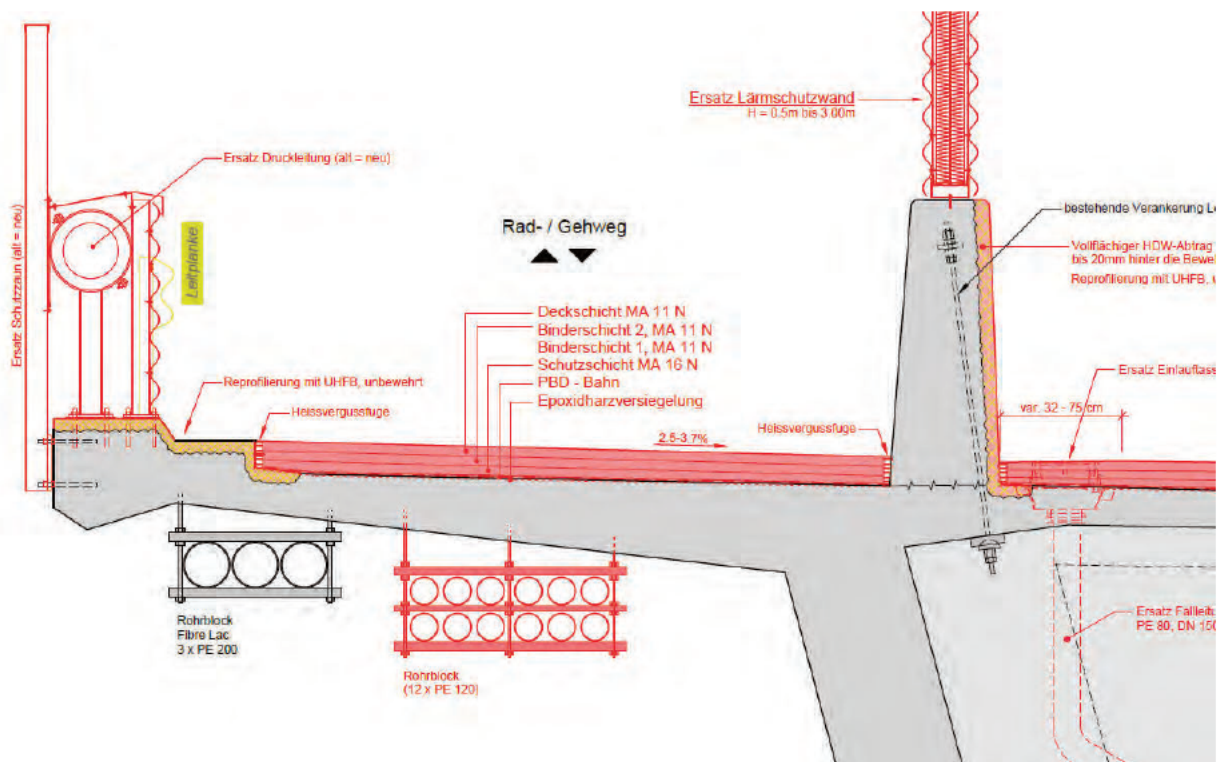 Ersatz Schutzzaun (alt = neu)
Ersatz Druckleitung (alt = neu)
Leitplanke
Rad- / Gehweg
Ersatz Lärmschutzwand
H = 0.5m bis 3.00m
bestehende Verankerung
Vollflächiger HDW-Abtrag
bis 20mm hinter die
Reprofilierung mit UHFB,
Deckschicht MA 11 N
Binderschicht 2, MA 11 N
Binderschicht 1, MA 11 N
Schutzschicht MA 16 N
PBD - Bahn
Epoxidharzversiegelung
Reprofilierung mit UHFB, unbewehrt
Heissvergussfuge
2.5-3.7%
Heissvergussfuge
Ersatz Einlauflasse
var. 32 - 75 cm
Rohrblock
Fibre Lac
3 x PE 200
Rohrblock
(12 x PE 120)
Ersatz Fallleitu
PE 80, DN 150